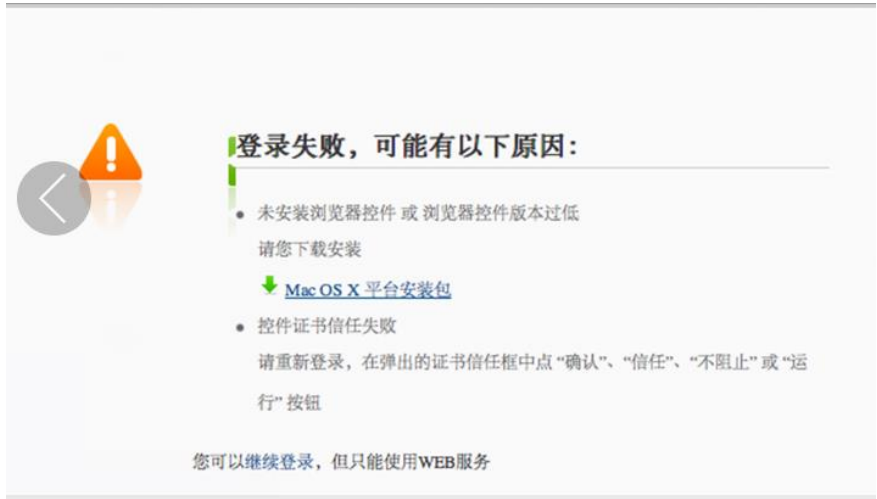 登录失败，可能有以下原因：
未安装浏览器控件 或 浏览器控件版本过低
请您下载安装
Mac OS X 平台安装包
控件证书信任失败
请重新登录，在弹出的证书信任框中点 “确认”、“信任”、“不阻止” 或 “运
行” 按钮
您可以继续登录，但只能使用WEB服务